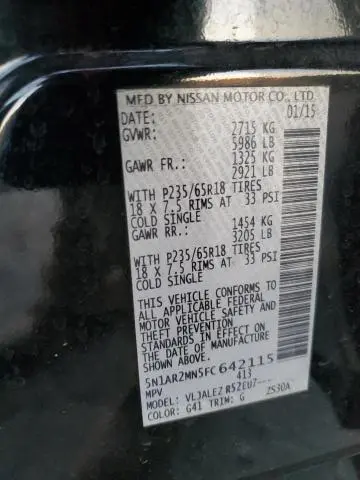 MFD BY NISSAN MOTOR CO., LTD.
DATE: 01/15
GVWR: 2715 KG
5986 LB
GAWR FR.: 1325 KG
2921 LB
WITH P235/65R18 TIRES
18 X 7.5 RIMS AT 33 PSI
COLD SINGLE
GAWR RR.: 1454 KG
3205 LB
WITH P235/65R18 TIRES
18 X 7.5 RIMS AT 33 PSI
COLD SINGLE
THIS VEHICLE CONFORMS TO
ALL APPLICABLE FEDERAL
MOTOR VEHICLE SAFETY AND
THEFT PREVENTION
STANDARDS IN EFFECT ON THE
DATE OF MANUFACTURE
SHOWN ABOVE.
5N1AR2MN5FC642115
MPV 413
MODEL: VLJALEZ R52EU7---
COLOR: G41 TRIM: G 2S30A